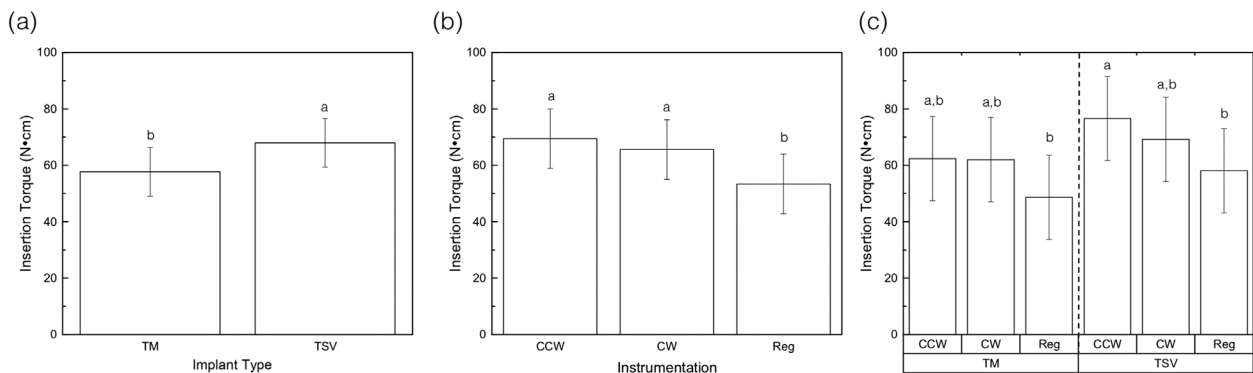 (a)
100
80
60
40
20
0
Insertion Torque (N•cm)
b
a
TM
TSV
Implant Type
(b)
100
80
60
40
20
0
Insertion Torque (N•cm)
a
a
b
CCW
CW
Reg
Instrumentation
(c)
100
80
60
40
20
0
Insertion Torque (N•cm)
a,b
a,b
b
a
a,b
b
CCW
CW
Reg
CCW
CW
Reg
TM
TSV